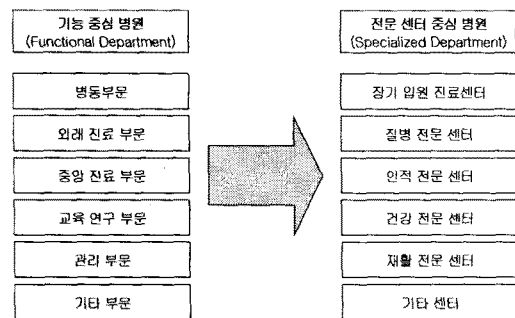 기능 중심 병원
(Functional Department)
병동부문
외래 진료 부문
중앙 진료 부문
교육 연구 부문
관리 부문
기타 부문
전문 센터 중심 병원
(Specialized Department)
장기 입원 진료센터
질병 전문 센터
인적 전문 센터
건강 전문 센터
재활 전문 센터
기타 센터